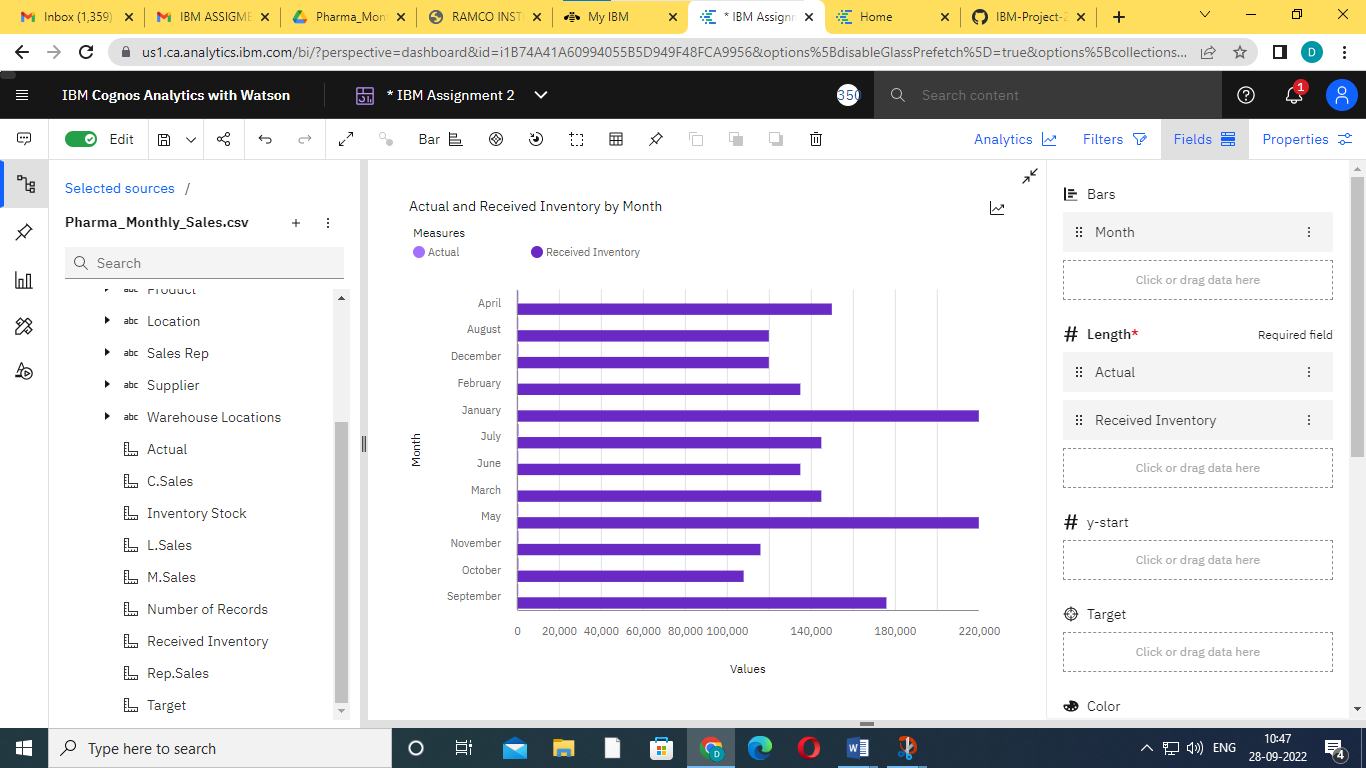 Inbox (1,359)
IBM ASSIGME
Pharma_Mon
RAMCO INST
My IBM
* IBM Assignm
Home
IBM-Project-
us1.ca.analytics.ibm.com/bi/?perspective=dashboard&id=i1B74A41A60994055B5D949F48FCA9956&options%5BdisableGlassPrefetch%5D=true&options%5Bcollections...
D
IBM Cognos Analytics with Watson
* IBM Assignment 2
350
Search content
1
Edit
Bar
Analytics
Filters
Fields
Properties
Selected sources /
Pharma_Monthly_Sales.csv
Search
abc Product
abc Location
abc Sales Rep
abc Supplier
abc Warehouse Locations
Actual
C.Sales
Inventory Stock
L.Sales
M.Sales
Number of Records
Received Inventory
Rep.Sales
Target
Actual and Received Inventory by Month
Measures
Actual
Received Inventory
Month
April
August
December
February
January
July
June
March
May
November
October
September
0 20,000 40,000 60,000 80,000 100,000 140,000 180,000 220,000
Values
Bars
Month
Click or drag data here
# Length* Required field
Actual
Received Inventory
Click or drag data here
# y-start
Click or drag data here
Target
Click or drag data here
Color
Type here to search
D
W
ENG
10:47
28-09-2022
4